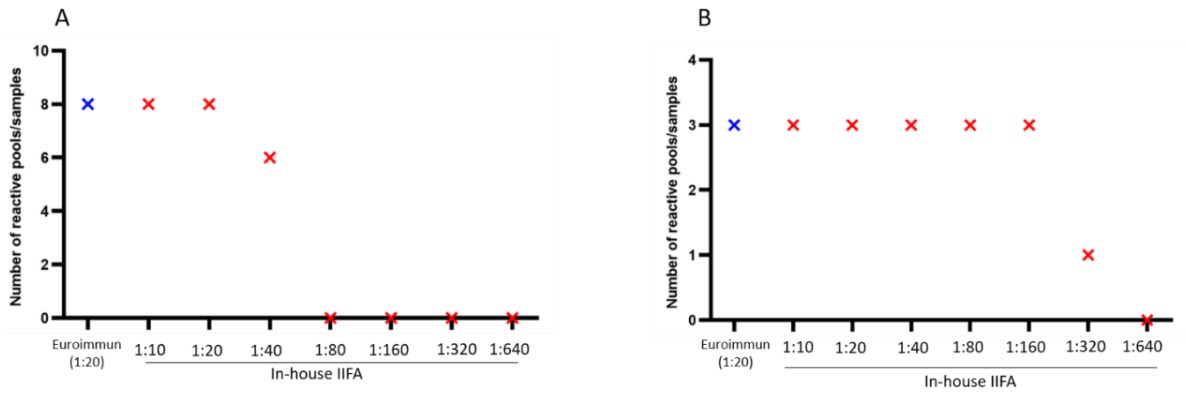 A
Number of reactive pools/samples
10
8
6
4
2
0
Euroimmun
(1:20)
1:10 1:20 1:40 1:80 1:160 1:320 1:640
In-house IIFA
B
Number of reactive pools/samples
4
3
2
1
0
Euroimmun
(1:20)
1:10 1:20 1:40 1:80 1:160 1:320 1:640
In-house IIFA